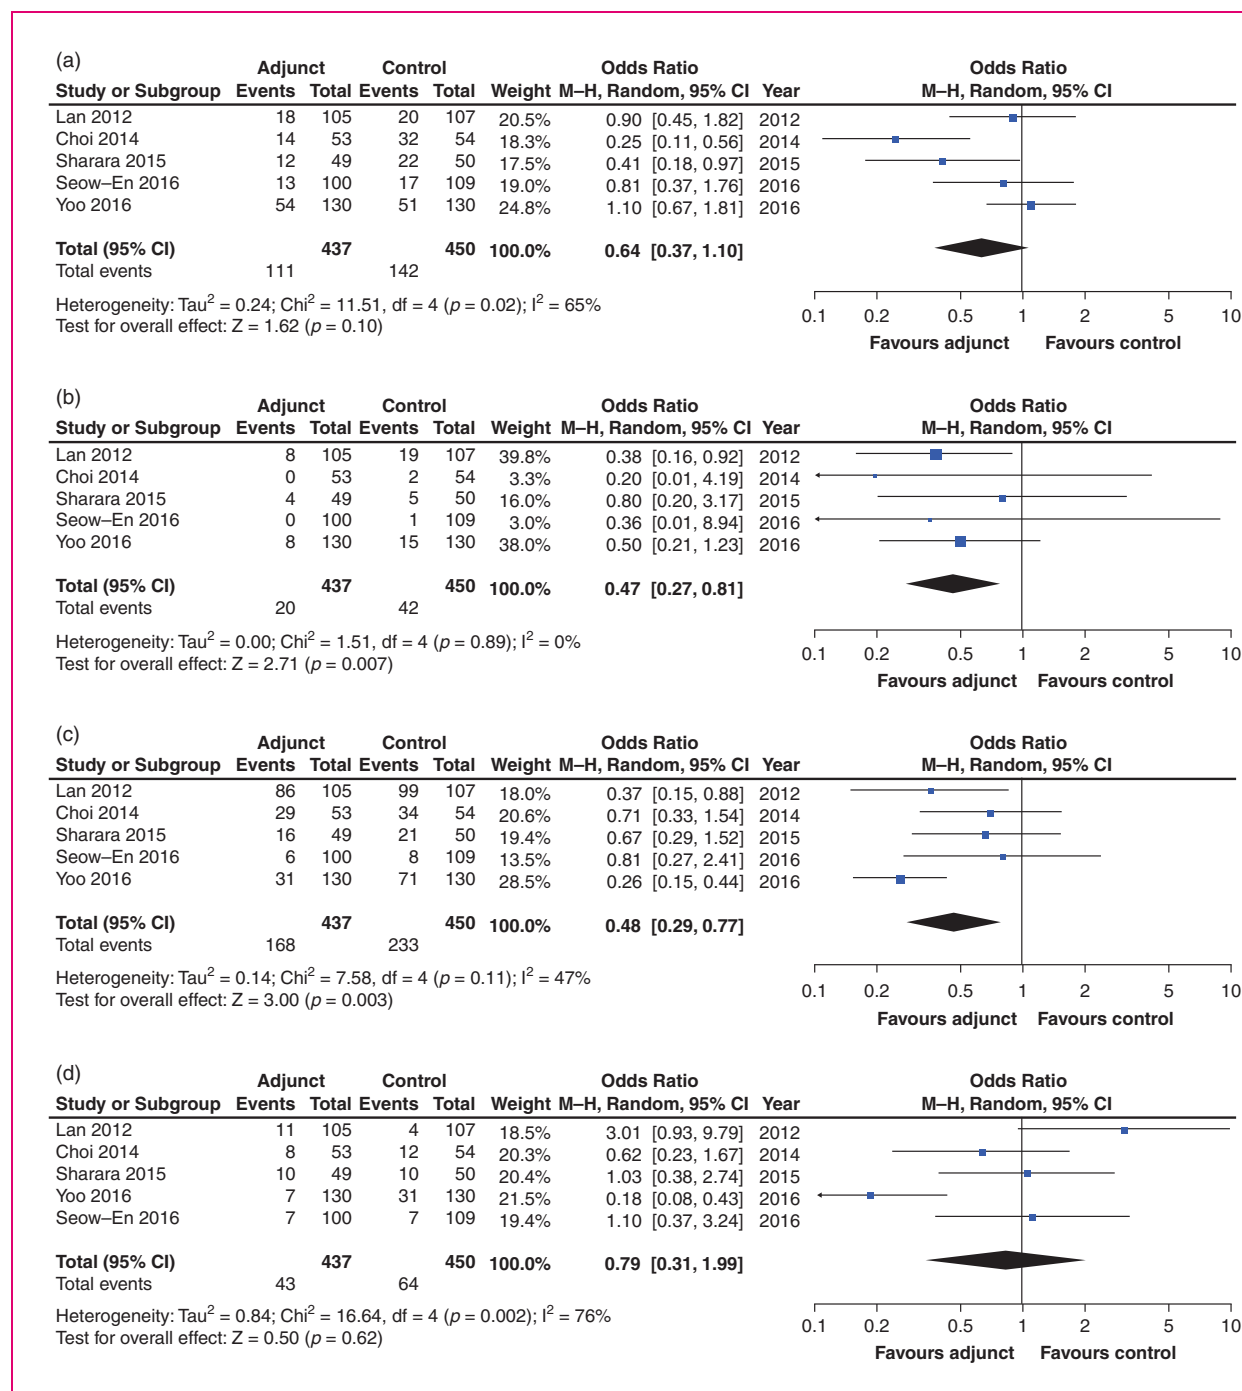 (a)
Adjunct Control Odds Ratio Odds Ratio
Study or Subgroup Events Total Events Total Weight M–H, Random, 95% CI Year M–H, Random, 95% CI
Lan 2012 18 105 20 107 20.5% 0.90 [0.45, 1.82] 2012
Choi 2014 14 53 32 54 18.3% 0.25 [0.11, 0.56] 2014
Sharara 2015 12 49 22 50 17.5% 0.41 [0.18, 0.97] 2015
Seow–En 2016 13 100 17 109 19.0% 0.81 [0.37, 1.76] 2016
Yoo 2016 54 130 51 130 24.8% 1.10 [0.67, 1.81] 2016
Total (95% CI) 437 450 100.0% 0.64 [0.37, 1.10]
Total events 111 142
Heterogeneity: Tau² = 0.24; Chi² = 11.51, df = 4 (p = 0.02); I² = 65%
Test for overall effect: Z = 1.62 (p = 0.10)
0.1 0.2 0.5 1 2 5 10
Favours adjunct Favours control
(b)
Adjunct Control Odds Ratio Odds Ratio
Study or Subgroup Events Total Events Total Weight M–H, Random, 95% CI Year M–H, Random, 95% CI
Lan 2012 8 105 19 107 39.8% 0.38 [0.16, 0.92] 2012
Choi 2014 0 53 2 54 3.3% 0.20 [0.01, 4.19] 2014
Sharara 2015 4 49 5 50 16.0% 0.80 [0.20, 3.17] 2015
Seow–En 2016 0 100 1 109 3.0% 0.36 [0.01, 8.94] 2016
Yoo 2016 8 130 15 130 38.0% 0.50 [0.21, 1.23] 2016
Total (95% CI) 437 450 100.0% 0.47 [0.27, 0.81]
Total events 20 42
Heterogeneity: Tau² = 0.00; Chi² = 1.51, df = 4 (p = 0.89); I² = 0%
Test for overall effect: Z = 2.71 (p = 0.007)
0.1 0.2 0.5 1 2 5 10
Favours adjunct Favours control
(c)
Adjunct Control Odds Ratio Odds Ratio
Study or Subgroup Events Total Events Total Weight M–H, Random, 95% CI Year M–H, Random, 95% CI
Lan 2012 86 105 99 107 18.0% 0.37 [0.15, 0.88] 2012
Choi 2014 29 53 34 54 20.6% 0.71 [0.33, 1.54] 2014
Sharara 2015 16 49 21 50 19.4% 0.67 [0.29, 1.52] 2015
Seow–En 2016 6 100 8 109 13.5% 0.81 [0.27, 2.41] 2016
Yoo 2016 31 130 71 130 28.5% 0.26 [0.15, 0.44] 2016
Total (95% CI) 437 450 100.0% 0.48 [0.29, 0.77]
Total events 168 233
Heterogeneity: Tau² = 0.14; Chi² = 7.58, df = 4 (p = 0.11); I² = 47%
Test for overall effect: Z = 3.00 (p = 0.003)
0.1 0.2 0.5 1 2 5 10
Favours adjunct Favours control
(d)
Adjunct Control Odds Ratio Odds Ratio
Study or Subgroup Events Total Events Total Weight M–H, Random, 95% CI Year M–H, Random, 95% CI
Lan 2012 11 105 4 107 18.5% 3.01 [0.93, 9.79] 2012
Choi 2014 8 53 12 54 20.3% 0.62 [0.23, 1.67] 2014
Sharara 2015 10 49 10 50 20.4% 1.03 [0.38, 2.74] 2015
Yoo 2016 7 130 31 130 21.5% 0.18 [0.08, 0.43] 2016
Seow–En 2016 7 100 7 109 19.4% 1.10 [0.37, 3.24] 2016
Total (95% CI) 437 450 100.0% 0.79 [0.31, 1.99]
Total events 43 64
Heterogeneity: Tau² = 0.84; Chi² = 16.64, df = 4 (p = 0.002); I² = 76%
Test for overall effect: Z = 0.50 (p = 0.62)
0.1 0.2 0.5 1 2 5 10
Favours adjunct Favours control